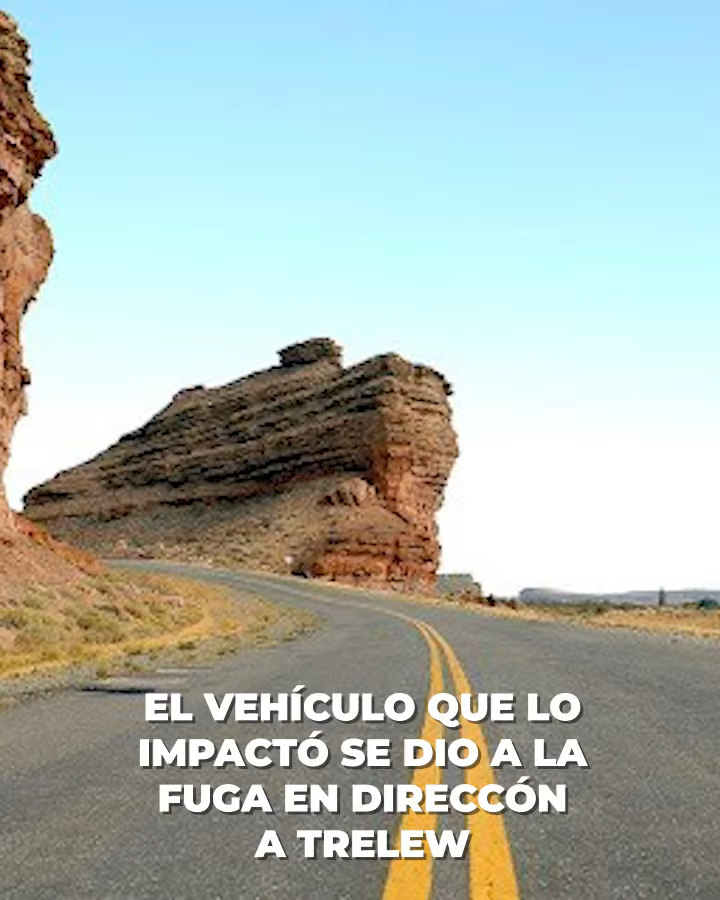 EL VEHÍCULO QUE LO
IMPACTÓ SE DIO A LA
FUGA EN DIRECCÓN
A TRELEW